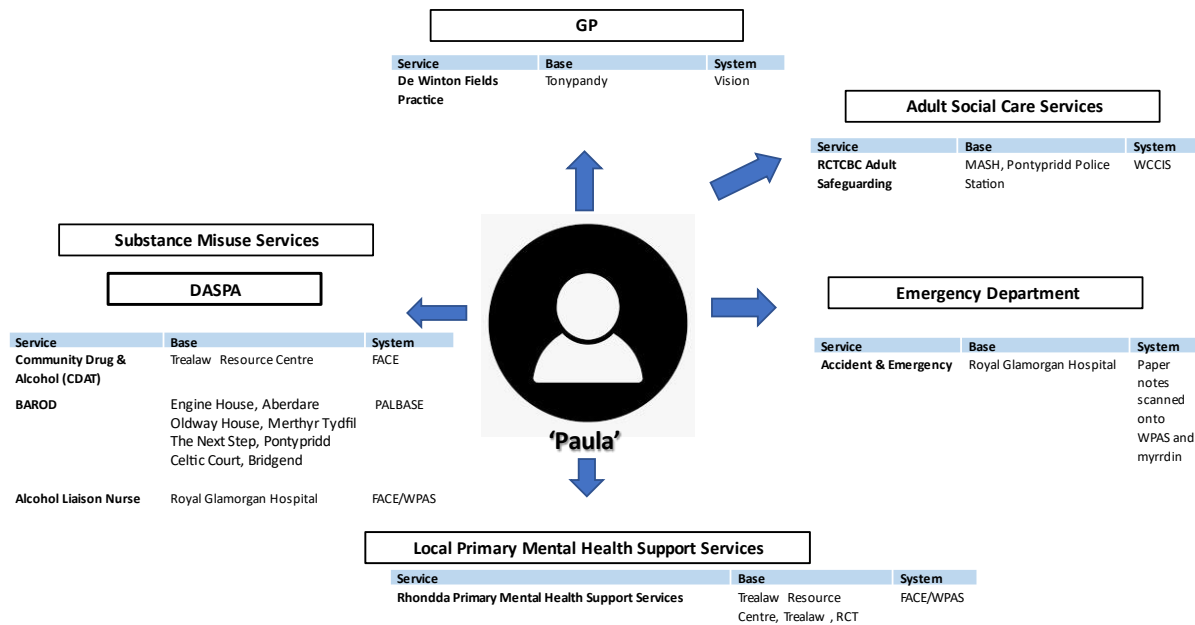 GP
Service Base System
De Winton Fields Tonypandy Vision
Practice
Adult Social Care Services
Service Base System
RCTCBC Adult MASH, Pontypridd Police WCCIS
Safeguarding Station
Substance Misuse Services
DASPA
Service Base System
Community Drug & Trealaw Resource Centre FACE
Alcohol (CDAT)
BAROD Engine House, Aberdare PALBASE
Oldway House, Merthyr Tydfil
The Next Step, Pontypridd
Celtic Court, Bridgend
Alcohol Liaison Nurse Royal Glamorgan Hospital FACE/WPAS
Emergency Department
Service Base System
Accident & Emergency Royal Glamorgan Hospital Paper
notes
scanned
onto
WPAS and
myrrdin
‘Paula’
Local Primary Mental Health Support Services
Service Base System
Rhondda Primary Mental Health Support Services Trealaw Resource FACE/WPAS
Centre, Trealaw , RCT